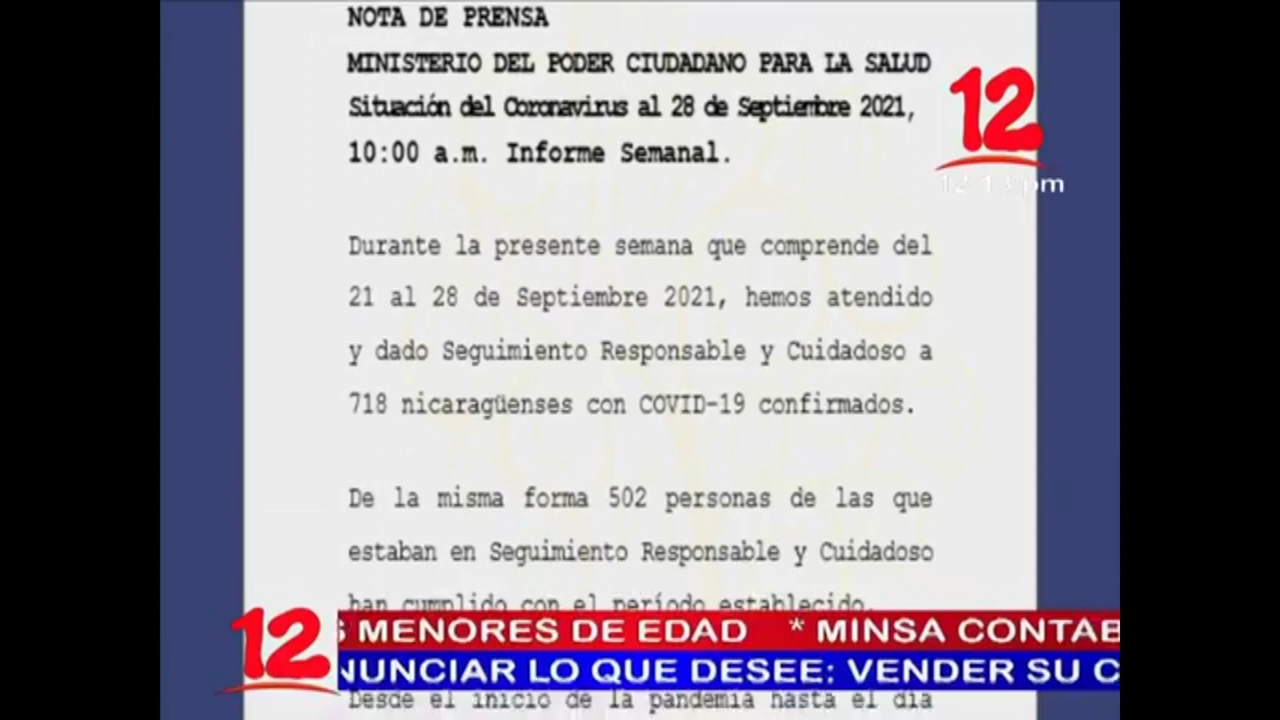 NOTA DE PRENSA
MINISTERIO DEL PODER CIUDADANO PARA LA SALUD
Situación del Coronavirus al 28 de Septiembre 2021,
10:00 a.m. Informe Semanal.
12
pm
Durante la presente semana que comprende del
21 al 28 de Septiembre 2021, hemos atendido
y dado Seguimiento Responsable y Cuidadoso a
718 nicaragüenses con COVID-19 confirmados.
De la misma forma 502 personas de las que
estaban en Seguimiento Responsable y Cuidadoso
han cumplido con el período establecido.
12
MENORES DE EDAD * MINSA CONTAB
NUNCIAR LO QUE DESEE: VENDER SU C
Desde el inicio de la pandemia hasta el día